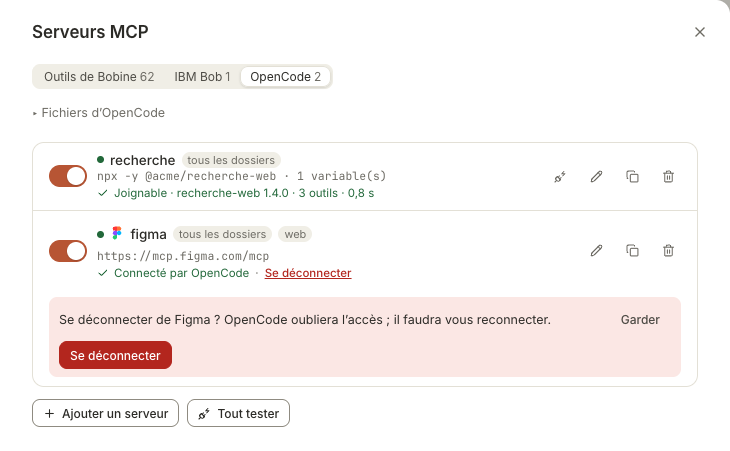 Serveurs MCP
Outils de Bobine 62 IBM Bob 1 OpenCode 2
Fichiers d’OpenCode
recherche tous les dossiers
npx -y @acme/recherche-web · 1 variable(s)
Joignable · recherche-web 1.4.0 · 3 outils · 0,8 s
figma tous les dossiers web
https://mcp.figma.com/mcp
Connecté par OpenCode · Se déconnecter
Se déconnecter de Figma ? OpenCode oubliera l’accès ; il faudra vous reconnecter. Garder
Se déconnecter
Ajouter un serveur Tout tester